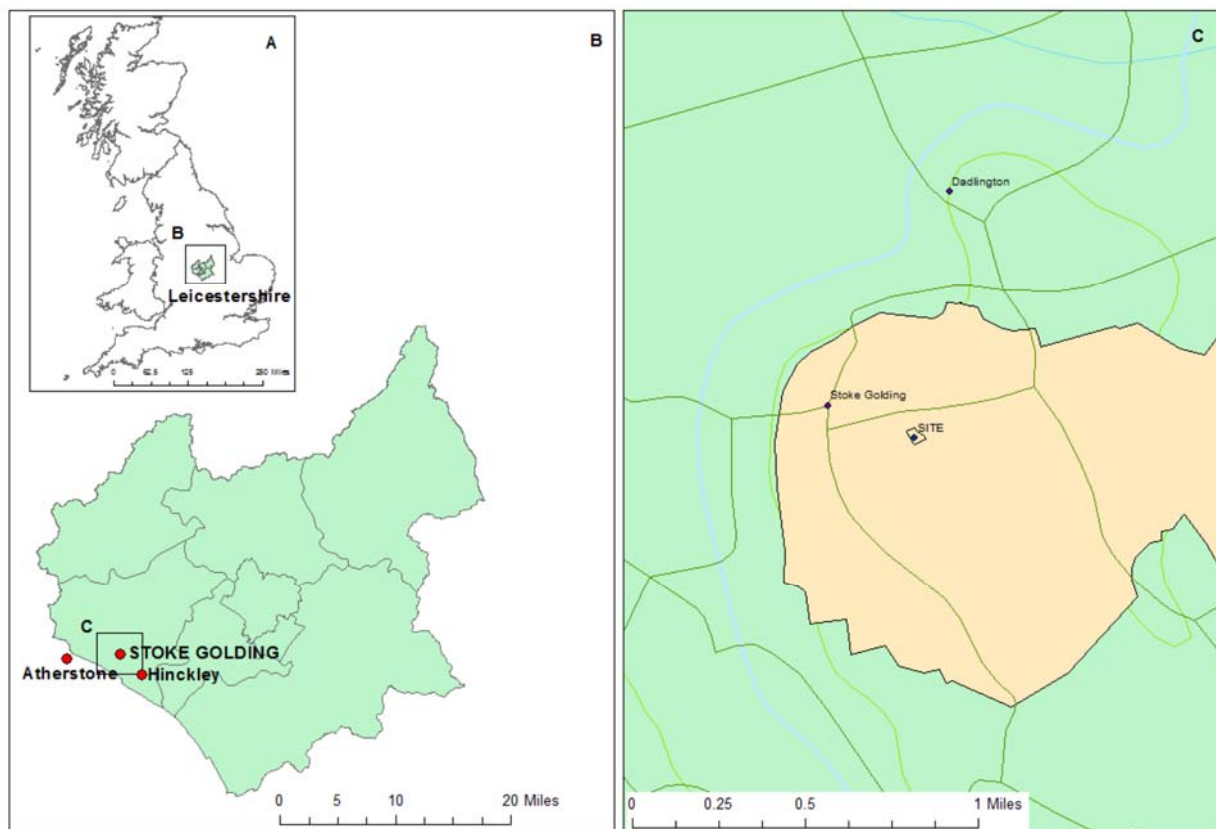 A
B
B
Leicestershire
0 62.5 125 250 Miles
C
STOKE GOLDING
Atherstone
Hinckley
0 5 10 20 Miles
C
Dadlington
Stoke Golding
SITE
0 0.25 0.5 1 Miles